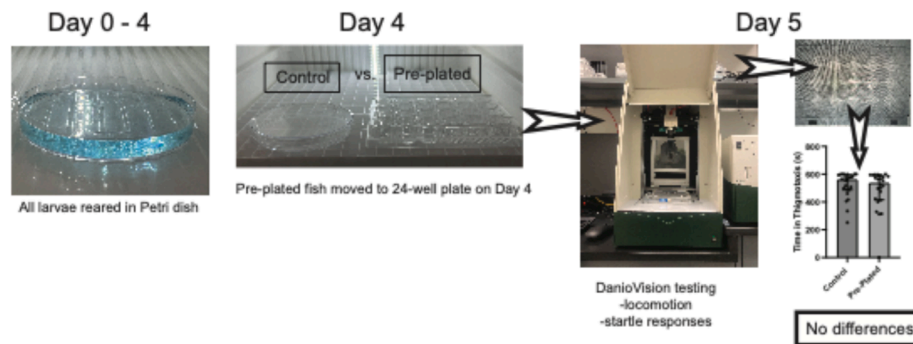 Day 0 - 4
Day 4
Day 5
Control
vs.
Pre-plated
All larvae reared in Petri dish
Pre-plated fish moved to 24-well plate on Day 4
DanioVision testing
-locomotion
-startle responses
Time in Thigmotaxis (s)
800
600
400
200
0
Control
Pre-Plated
No differences